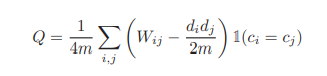 Q = \frac{1}{4m} \sum_{i,j} \left( W_{ij} - \frac{d_i d_j}{2m} \right) \mathbb{1}(c_i = c_j)